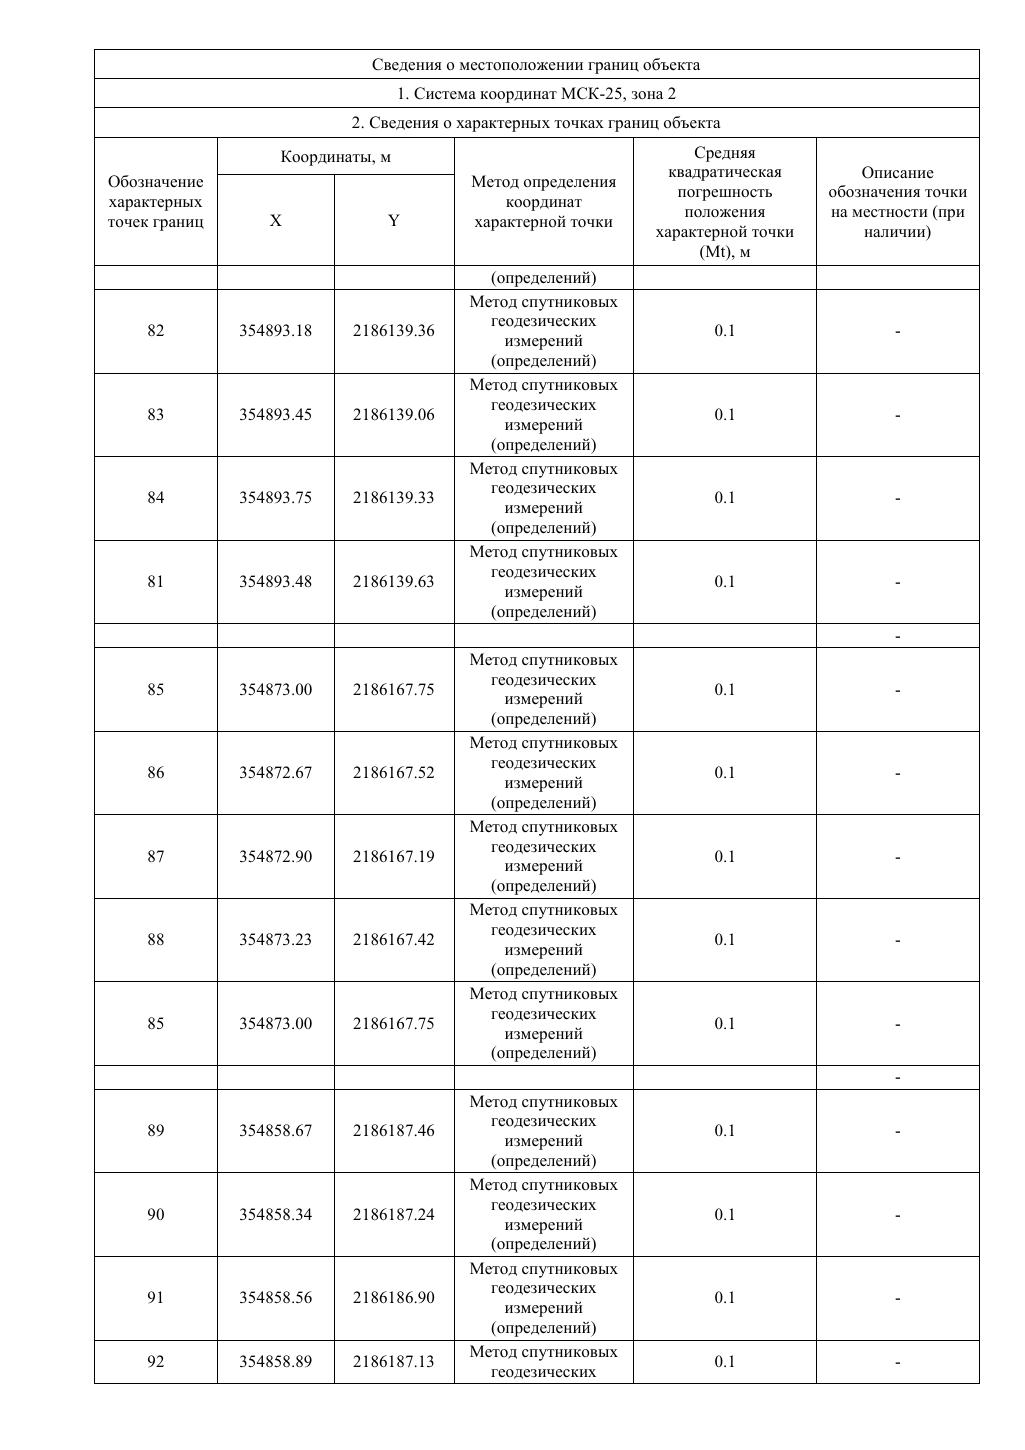 Сведения о местоположении границ объекта
1. Система координат МСК-25, зона 2
2. Сведения о характерных точках границ объекта
Обозначение
характерных
точек границ
Координаты, м
X
Y
Метод определения
координат
характерной точки
Средняя
квадратическая
погрешность
положения
характерной точки
(Mt), м
Описание
обозначения точки
на местности (при
наличии)
(определений)
82 354893.18 2186139.36 Метод спутниковых
геодезических
измерений
(определений) 0.1 -
83 354893.45 2186139.06 Метод спутниковых
геодезических
измерений
(определений) 0.1 -
84 354893.75 2186139.33 Метод спутниковых
геодезических
измерений
(определений) 0.1 -
81 354893.48 2186139.63 Метод спутниковых
геодезических
измерений
(определений) 0.1 -
-
85 354873.00 2186167.75 Метод спутниковых
геодезических
измерений
(определений) 0.1 -
86 354872.67 2186167.52 Метод спутниковых
геодезических
измерений
(определений) 0.1 -
87 354872.90 2186167.19 Метод спутниковых
геодезических
измерений
(определений) 0.1 -
88 354873.23 2186167.42 Метод спутниковых
геодезических
измерений
(определений) 0.1 -
85 354873.00 2186167.75 Метод спутниковых
геодезических
измерений
(определений) 0.1 -
-
89 354858.67 2186187.46 Метод спутниковых
геодезических
измерений
(определений) 0.1 -
90 354858.34 2186187.24 Метод спутниковых
геодезических
измерений
(определений) 0.1 -
91 354858.56 2186186.90 Метод спутниковых
геодезических
измерений
(определений) 0.1 -
92 354858.89 2186187.13 Метод спутниковых
геодезических 0.1 -